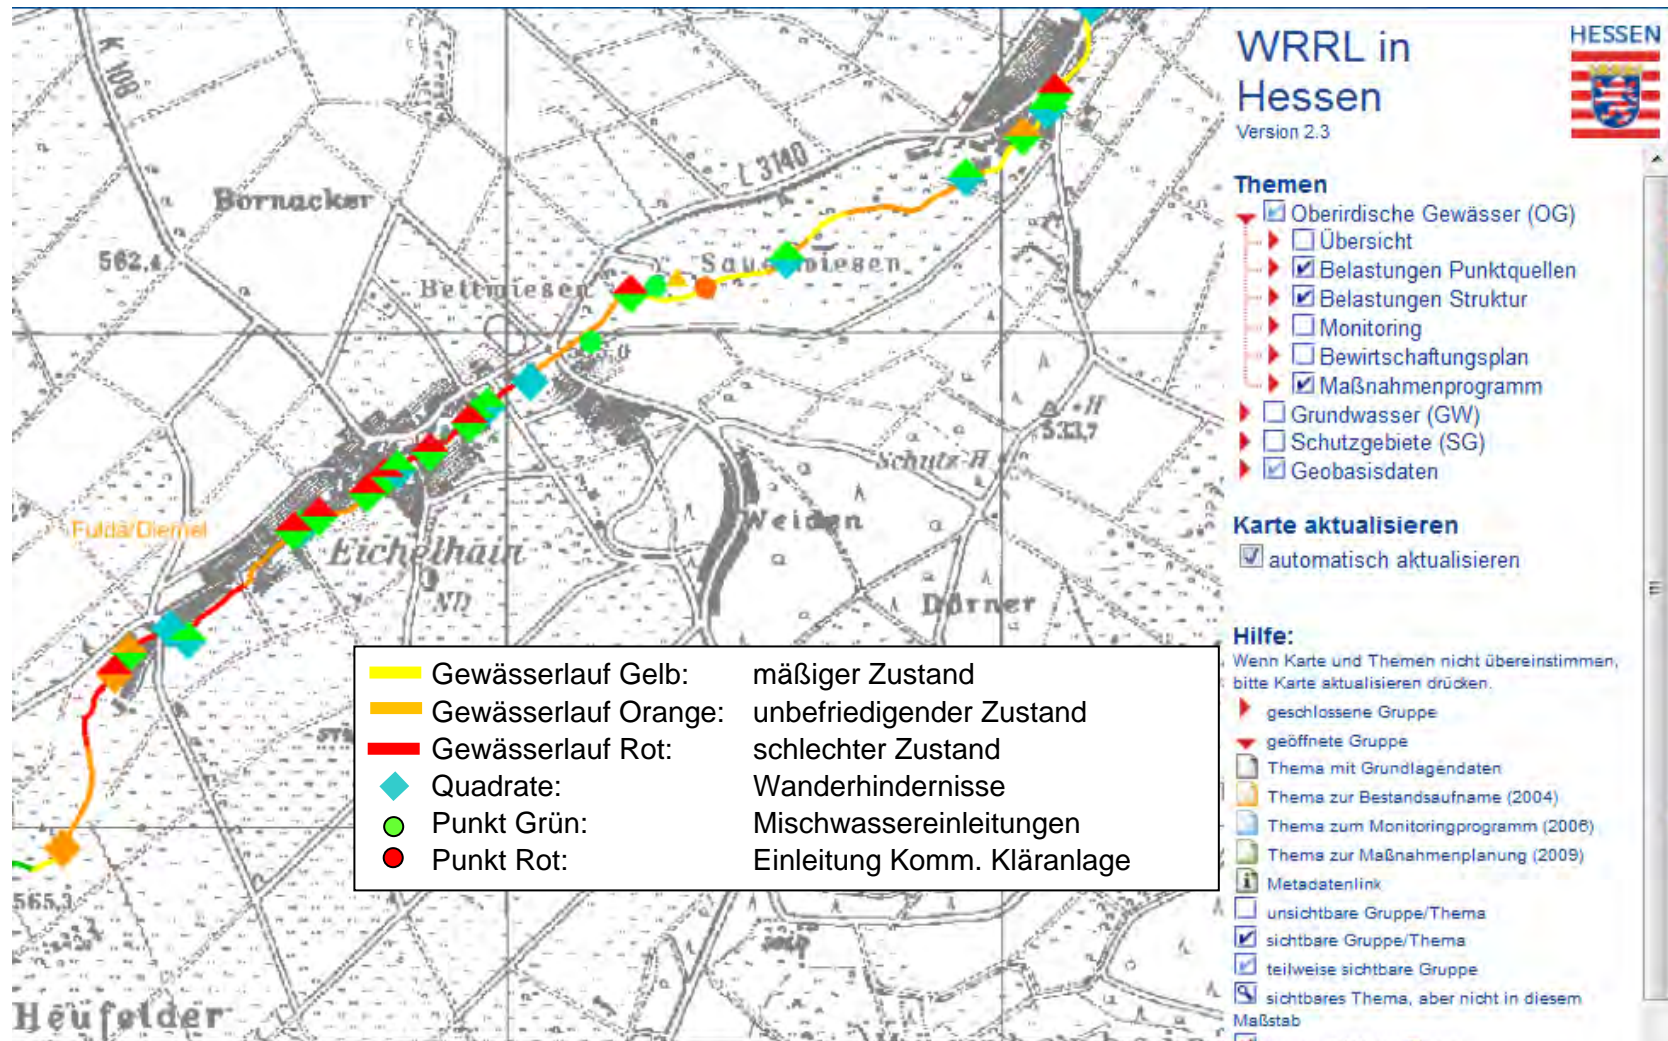 K 108
Bornacker
562,4
L 3140
Bettwiesen
Sauerwiesen
H
533,7
Schutz-H
Weiden
Fulda/Diemel
Eichelhain
ND
Dörner
565,3
Heufelder
Gewässerlauf Gelb: mäßiger Zustand
Gewässerlauf Orange: unbefriedigender Zustand
Gewässerlauf Rot: schlechter Zustand
Quadrate: Wanderhindernisse
Punkt Grün: Mischwassereinleitungen
Punkt Rot: Einleitung Komm. Kläranlage
WRRL in
Hessen
Version 2.3
HESSEN
Themen
Oberirdische Gewässer (OG)
Übersicht
Belastungen Punktquellen
Belastungen Struktur
Monitoring
Bewirtschaftungsplan
Maßnahmenprogramm
Grundwasser (GW)
Schutzgebiete (SG)
Geobasisdaten
Karte aktualisieren
automatisch aktualisieren
Hilfe:
Wenn Karte und Themen nicht übereinstimmen,
bitte Karte aktualisieren drücken.
geschlossene Gruppe
geöffnete Gruppe
Thema mit Grundlagendaten
Thema zur Bestandsaufname (2004)
Thema zum Monitoringprogramm (2006)
Thema zur Maßnahmenplanung (2009)
Metadatenlink
unsichtbare Gruppe/Thema
sichtbare Gruppe/Thema
teilweise sichtbare Gruppe
sichtbares Thema, aber nicht in diesem
Maßstab